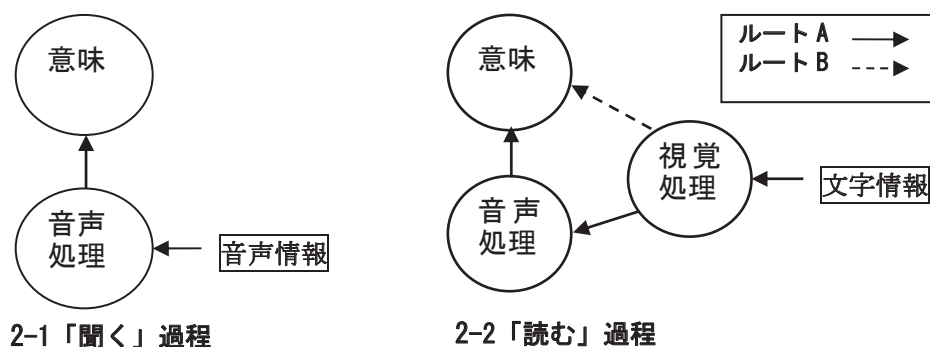 意味
音声
処理
音声情報
2-1「聞く」過程
意味
音声
処理
視覚
処理
文字情報
ルート A
ルート B
2-2「読む」過程